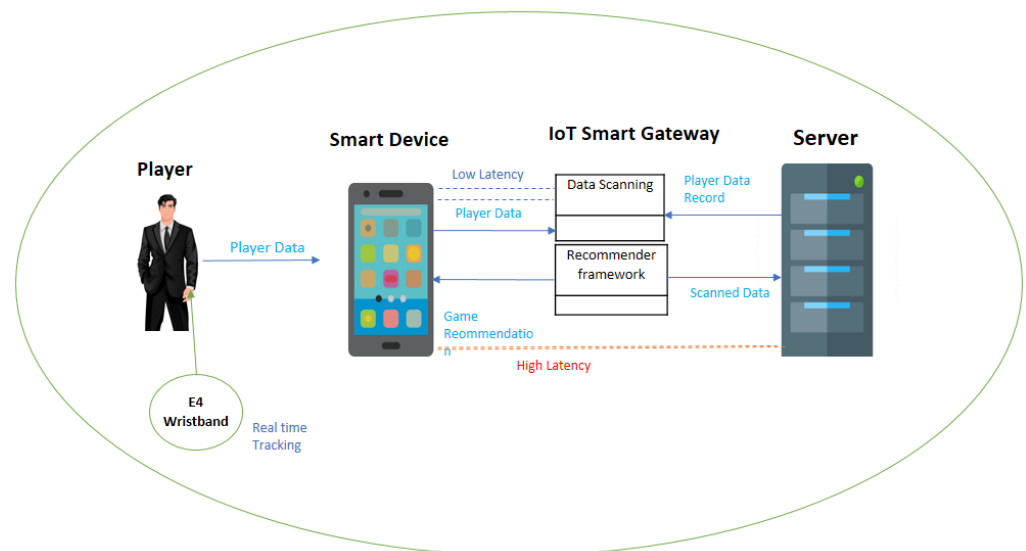 Player
Smart Device
IoT Smart Gateway
Server
Low Latency
Player Data
Player Data
Data Scanning
Player Data
Record
Recommender
framework
Scanned Data
Game
Reommendatio
n
High Latency
E4
Wristband
Real time
Tracking